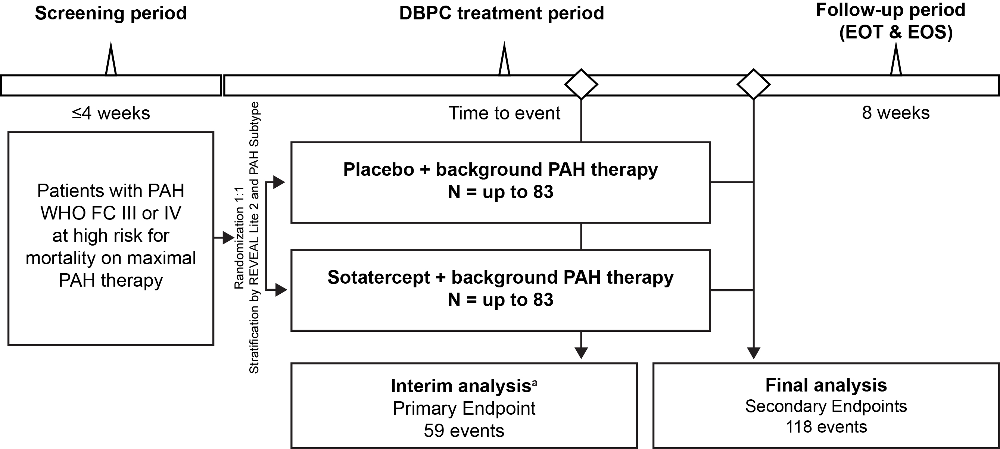 Screening period
DBPC treatment period
Follow-up period
(EOT & EOS)
≤4 weeks
Time to event
8 weeks
Patients with PAH
WHO FC III or IV
at high risk for
mortality on maximal
PAH therapy
Randomization 1:1
Stratification by REVEAL Lite 2 and PAH Subtype
Placebo + background PAH therapy
N = up to 83
Sotatercept + background PAH therapy
N = up to 83
Interim analysisᵃ
Primary Endpoint
59 events
Final analysis
Secondary Endpoints
118 events